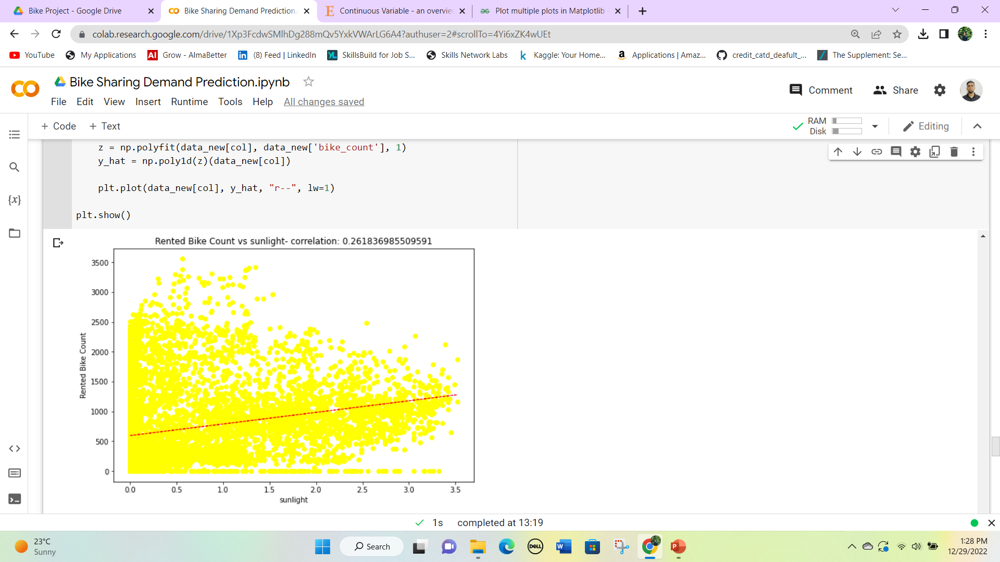 Bike Project - Google Drive
Bike Sharing Demand Prediction.
Continuous Variable - an overvie
Plot multiple plots in Matplotlib -
colab.research.google.com/drive/1Xp3FcdwSMlhDg288mQv5YxkVWArLG6A4?authuser=2#scrollTo=4Yi6xZK4wUEt
YouTube
My Applications
AI Grow - AlmaBetter
in (8) Feed | LinkedIn
SkillsBuild for Job S...
Skills Network Labs
k Kaggle: Your Home...
a Applications | Amaz...
credit_catd_deafult_...
The Supplement: Se...
Bike Sharing Demand Prediction.ipynb
Comment
Share
File Edit View Insert Runtime Tools Help All changes saved
+ Code + Text
RAM
Disk
Editing
z = np.polyfit(data_new[col], data_new['bike_count'], 1)
y_hat = np.poly1d(z)(data_new[col])
{x}
plt.plot(data_new[col], y_hat, "r--", lw=1)
plt.show()
Rented Bike Count vs sunlight- correlation: 0.261836985509591
3500
3000
2500
2000
1500
1000
500
0
Rented Bike Count
0.0 0.5 1.0 1.5 2.0 2.5 3.0 3.5
sunlight
1s completed at 13:19
23°C
Sunny
Search
DELL
W
P
1:28 PM
12/29/2022